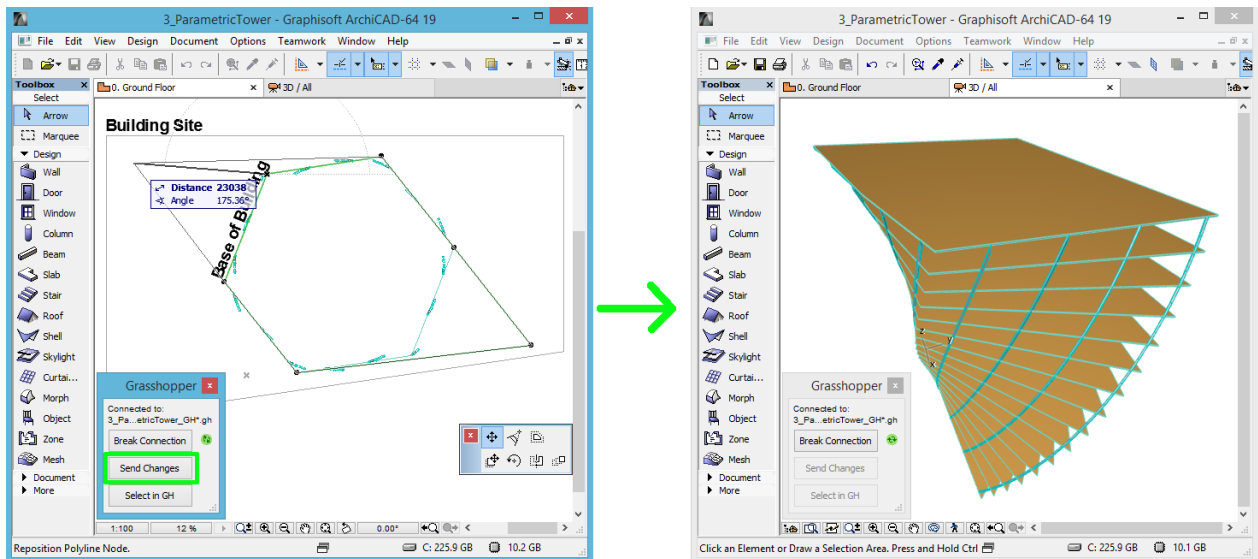 3_ParametricTower - Graphisoft ArchiCAD-64 19
File Edit View Design Document Options Teamwork Window Help
Toolbox x
Select
Arrow
Marquee
Design
Wall
Door
Window
Column
Beam
Slab
Stair
Roof
Shell
Skylight
Curtai...
Morph
Object
Zone
Mesh
Document
More
0. Ground Floor x
3D / All
Building Site
Base of Building
Distance 23038
Angle 175.36°
Grasshopper x
Connected to:
3_Pa...etricTower_GH*.gh
Break Connection
Send Changes
Select in GH
1:100 12 % 0.00°
Reposition Polyline Node. C: 225.9 GB 10.2 GB
3_ParametricTower - Graphisoft ArchiCAD-64 19
File Edit View Design Document Options Teamwork Window Help
Toolbox x
Select
Arrow
Marquee
Design
Wall
Door
Window
Column
Beam
Slab
Stair
Roof
Shell
Skylight
Curtai...
Morph
Object
Zone
Mesh
Document
More
0. Ground Floor
3D / All x
z
y
x
Grasshopper x
Connected to:
3_Pa...etricTower_GH*.gh
Break Connection
Send Changes
Select in GH
Click an Element or Draw a Selection Area. Press and Hold Ctrl C: 225.9 GB 10.1 GB